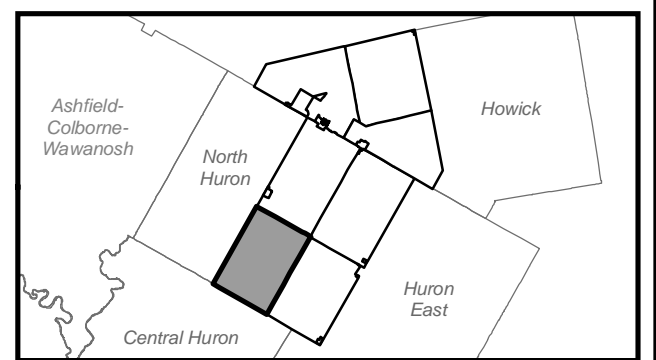 Ashfield-
Colborne-
Wawanosh
Howick
North
Huron
Huron
East
Central Huron